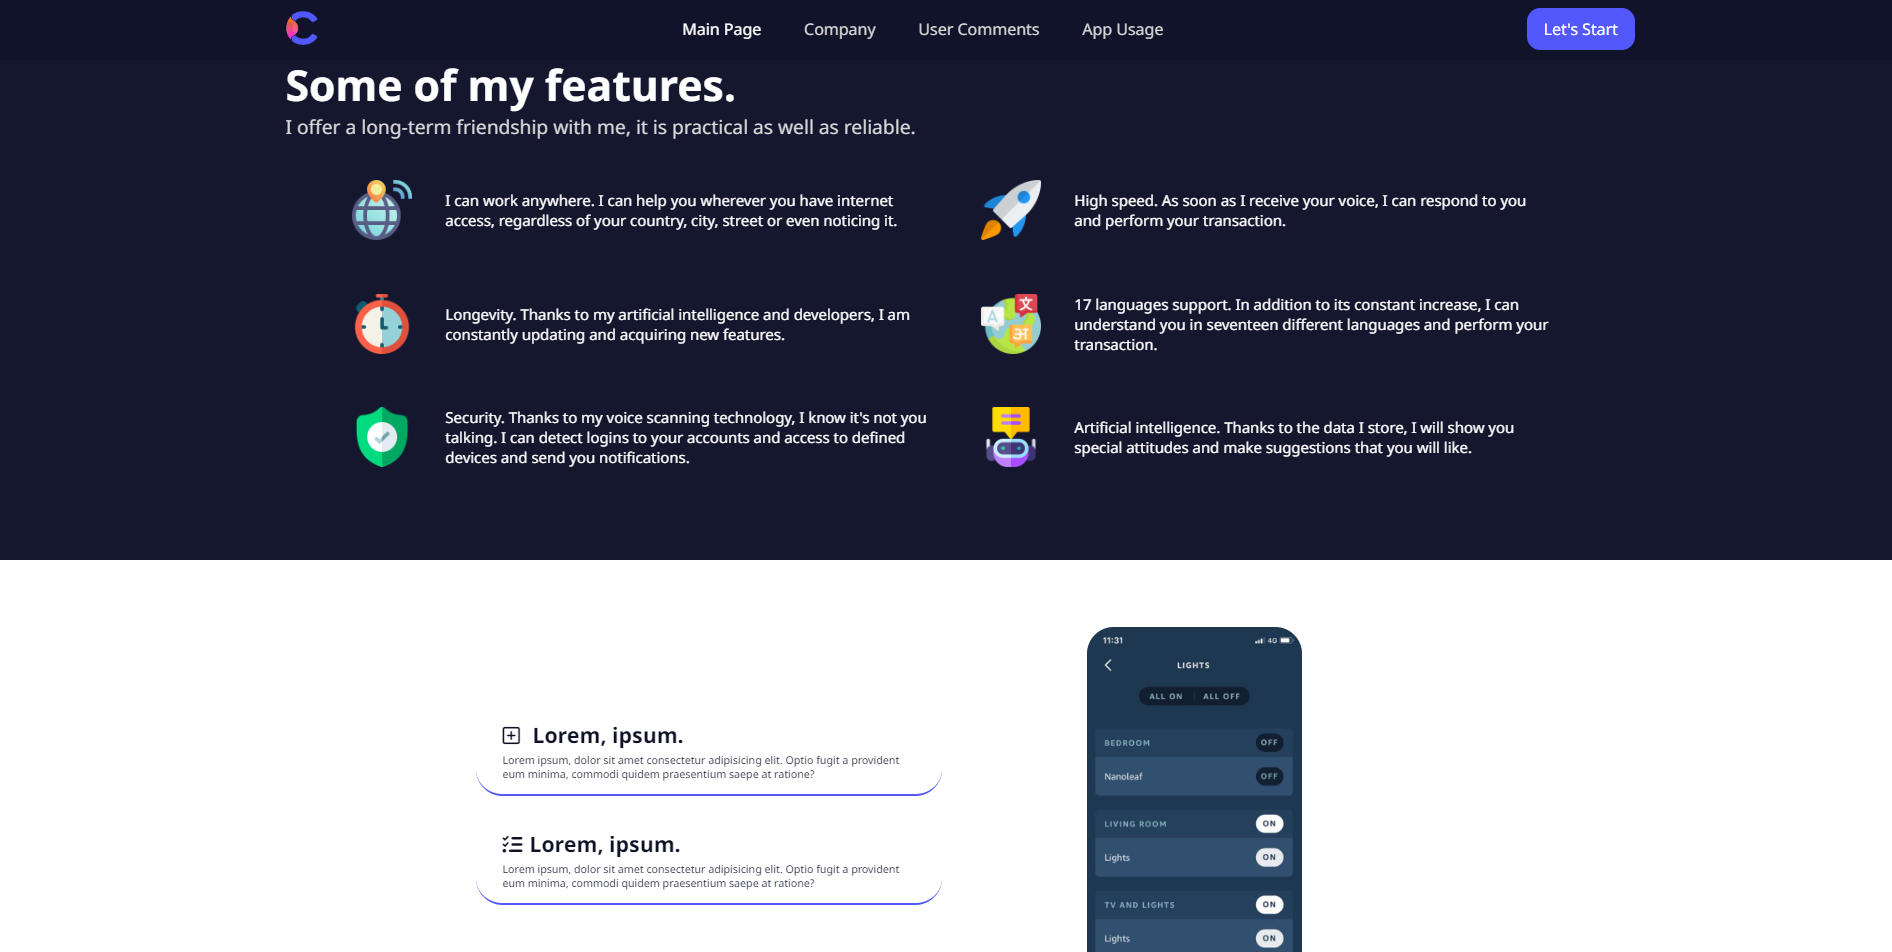 Main Page
Company
User Comments
App Usage
Let's Start
Some of my features.
I offer a long-term friendship with me, it is practical as well as reliable.
I can work anywhere. I can help you wherever you have internet
access, regardless of your country, city, street or even noticing it.
High speed. As soon as I receive your voice, I can respond to you
and perform your transaction.
Longevity. Thanks to my artificial intelligence and developers, I am
constantly updating and acquiring new features.
A
文
अ
17 languages support. In addition to its constant increase, I can
understand you in seventeen different languages and perform your
transaction.
Security. Thanks to my voice scanning technology, I know it's not you
talking. I can detect logins to your accounts and access to defined
devices and send you notifications.
Artificial intelligence. Thanks to the data I store, I will show you
special attitudes and make suggestions that you will like.
Lorem, ipsum.
Lorem ipsum, dolor sit amet consectetur adipisicing elit. Optio fugit a provident
eum minima, commodi quidem praesentium saepe at ratione?
Lorem, ipsum.
Lorem ipsum, dolor sit amet consectetur adipisicing elit. Optio fugit a provident
eum minima, commodi quidem praesentium saepe at ratione?
11:31
4G
LIGHTS
ALL ON
ALL OFF
BEDROOM
OFF
Nanoleaf
OFF
LIVING ROOM
ON
Lights
ON
TV AND LIGHTS
ON
Lights
ON